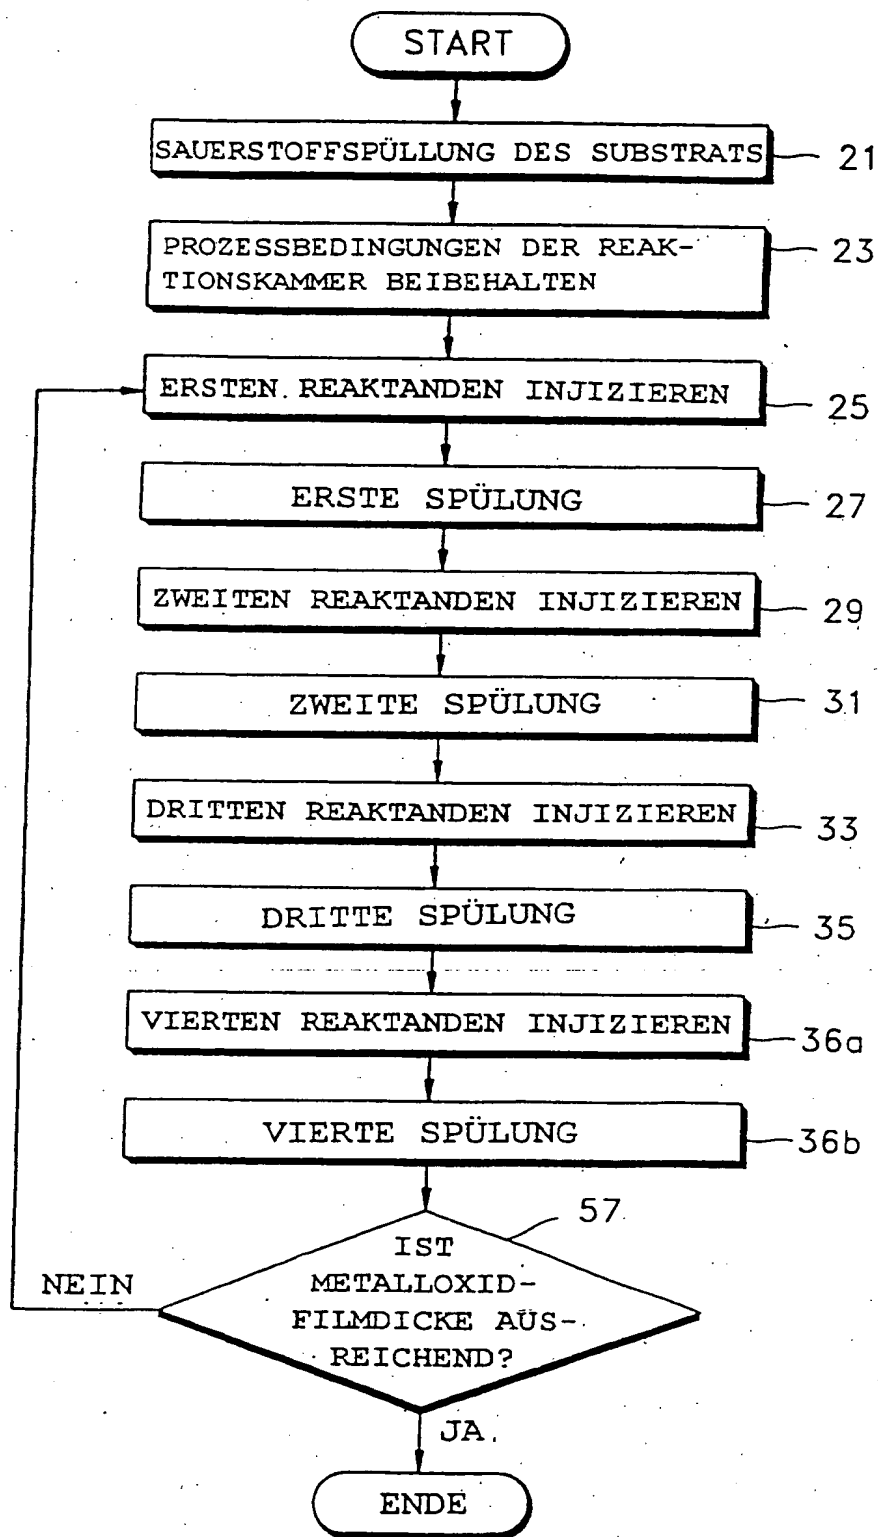 START
SAUERSTOFFSPÜLLUNG DES SUBSTRATS
21
PROZESSBEDINGUNGEN DER REAK-
TIONSKAMMER BEIBEHALTEN
23
ERSTEN REAKTANDEN INJIZIEREN
25
ERSTE SPÜLUNG
27
ZWEITEN REAKTANDEN INJIZIEREN
29
ZWEITE SPÜLUNG
31
DRITTEN REAKTANDEN INJIZIEREN
33
DRITTE SPÜLUNG
35
VIERTEN REAKTANDEN INJIZIEREN
36a
VIERTE SPÜLUNG
36b
57
IST
METALLOXID-
FILMDICKE AUS-
REICHEND?
NEIN
JA
ENDE